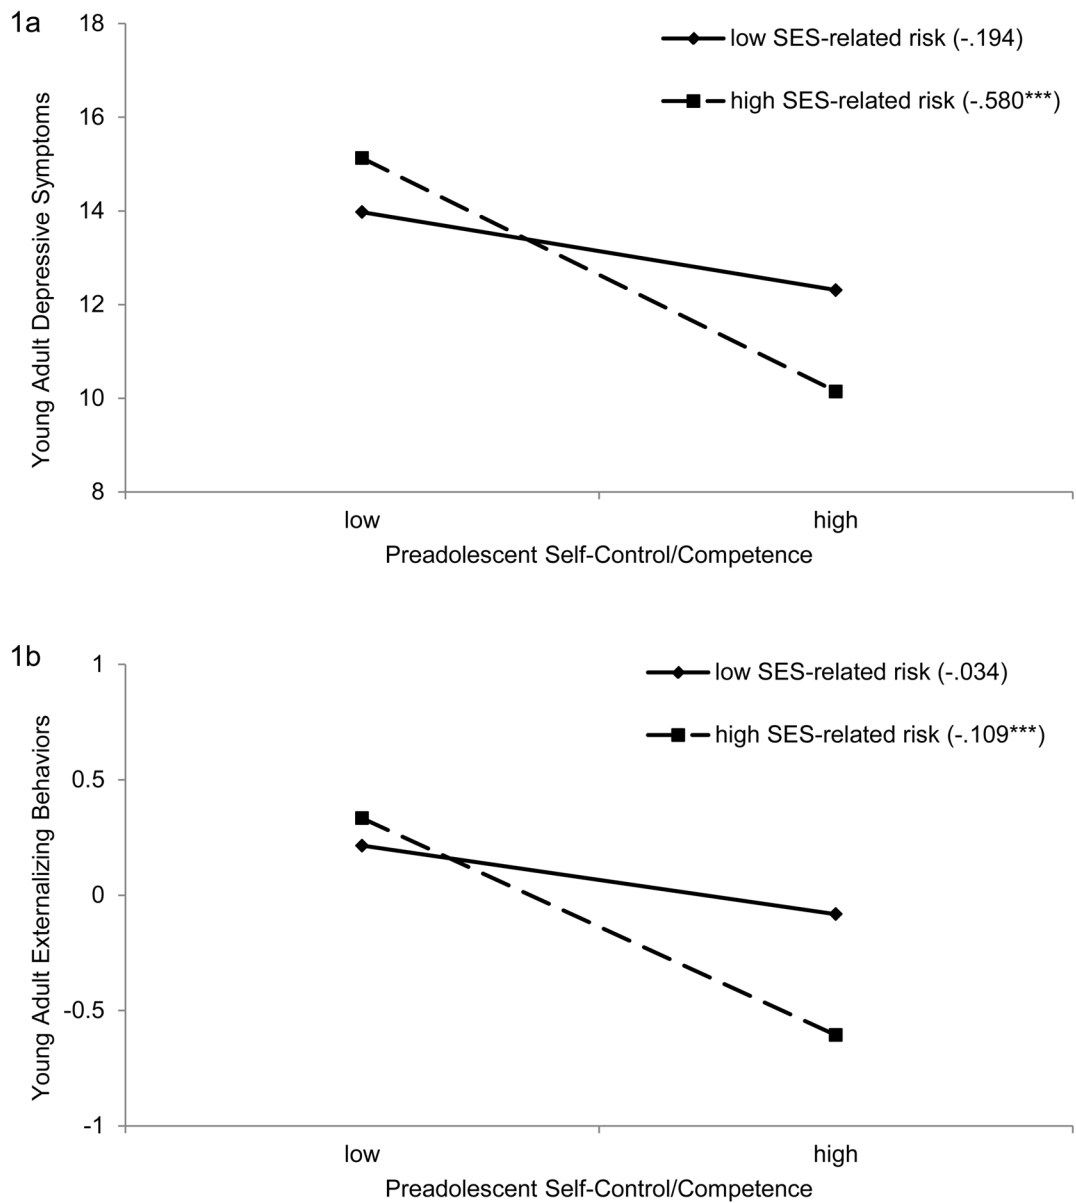 1a
18
16
14
12
10
8
Young Adult Depressive Symptoms
low SES-related risk (-.194)
high SES-related risk (-.580***)
low
high
Preadolescent Self-Control/Competence
1b
1
0.5
0
-0.5
-1
Young Adult Externalizing Behaviors
low SES-related risk (-.034)
high SES-related risk (-.109***)
low
high
Preadolescent Self-Control/Competence